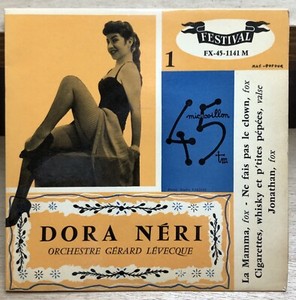 FESTIVAL
FX-45-1141 M
1
microsillon
45
La Mamma, fox - Ne fais pas le clown, fox
Cigarettes, whisky et p'tites pépées, valse
Jonathan, fox
DORA NÉRI
ORCHESTRE GÉRARD LÉVECQUE